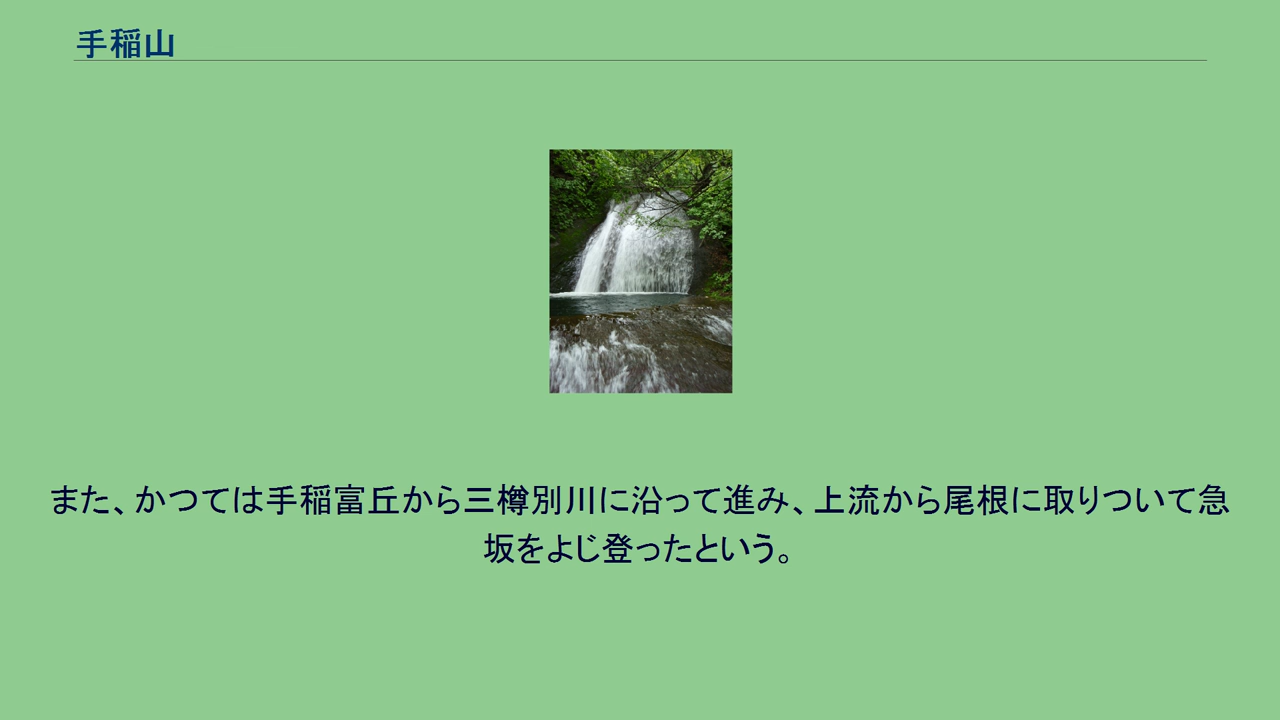 手稲山
また、かつては手稲富丘から三樽別川に沿って進み、上流から尾根に取りついて急
坂をよじ登ったという。